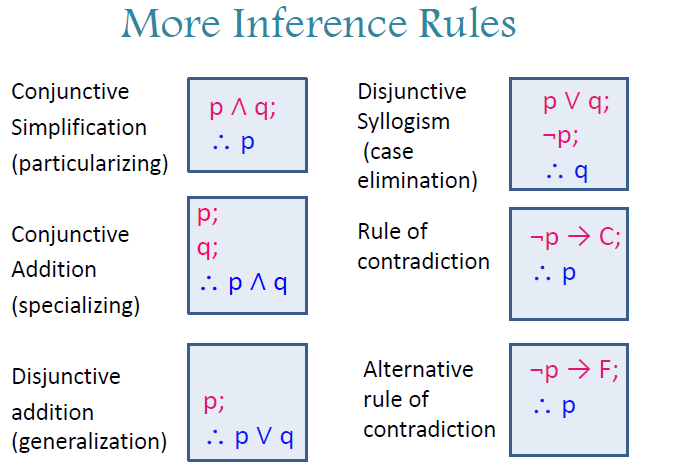 More Inference Rules
Conjunctive
Simplification
(particularizing)
p ∧ q;
∴ p
Conjunctive
Addition
(specializing)
p;
q;
∴ p ∧ q
Disjunctive
addition
(generalization)
p;
∴ p ∨ q
Disjunctive
Syllogism
(case
elimination)
p ∨ q;
¬p;
∴ q
Rule of
contradiction
¬p → C;
∴ p
Alternative
rule of
contradiction
¬p → F;
∴ p